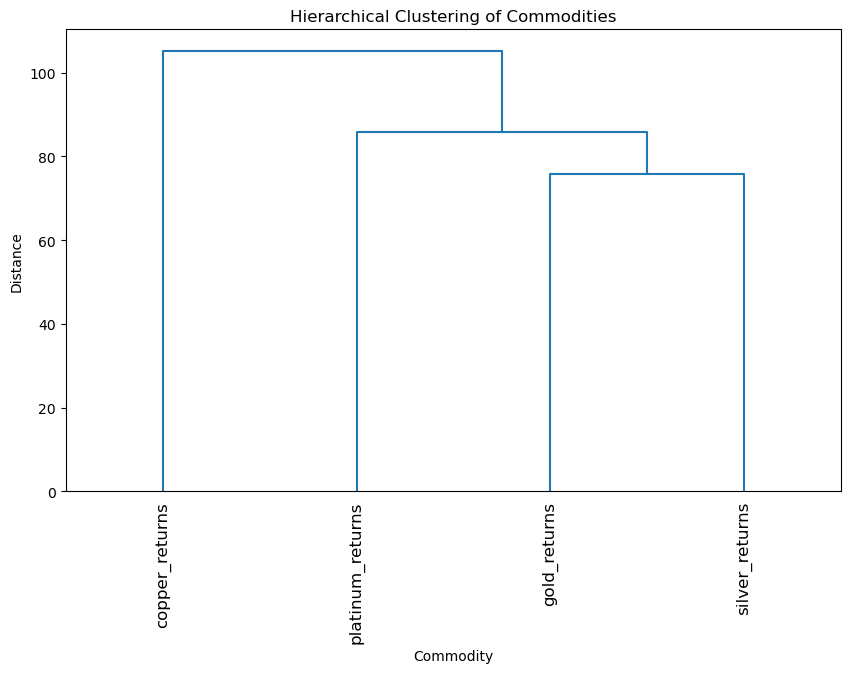 Hierarchical Clustering of Commodities
100
80
60
40
20
0
Distance
copper_returns
platinum_returns
gold_returns
silver_returns
Commodity